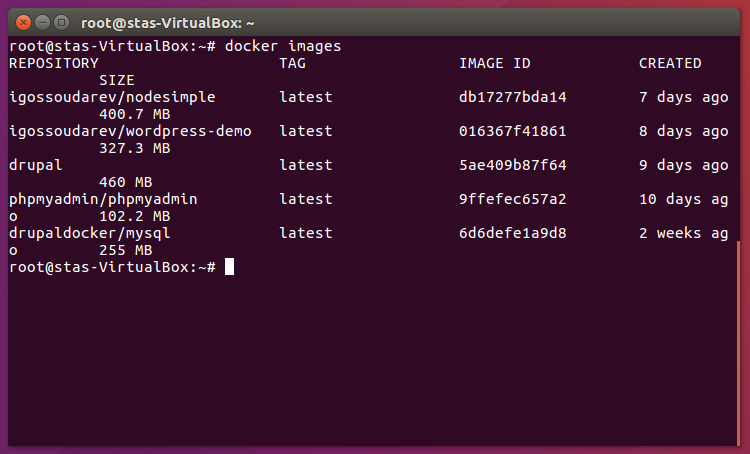 root@stas-VirtualBox: ~
root@stas-VirtualBox:~# docker images
REPOSITORY TAG IMAGE ID CREATED
SIZE
igossoudarev/nodesimple latest db17277bda14 7 days ago
400.7 MB
igossoudarev/wordpress-demo latest 016367f41861 8 days ago
327.3 MB
drupal latest 5ae409b87f64 9 days ago
460 MB
phpmyadmin/phpmyadmin latest 9ffefec657a2 10 days ag
o 102.2 MB
drupaldocker/mysql latest 6d6defe1a9d8 2 weeks ag
o 255 MB
root@stas-VirtualBox:~#